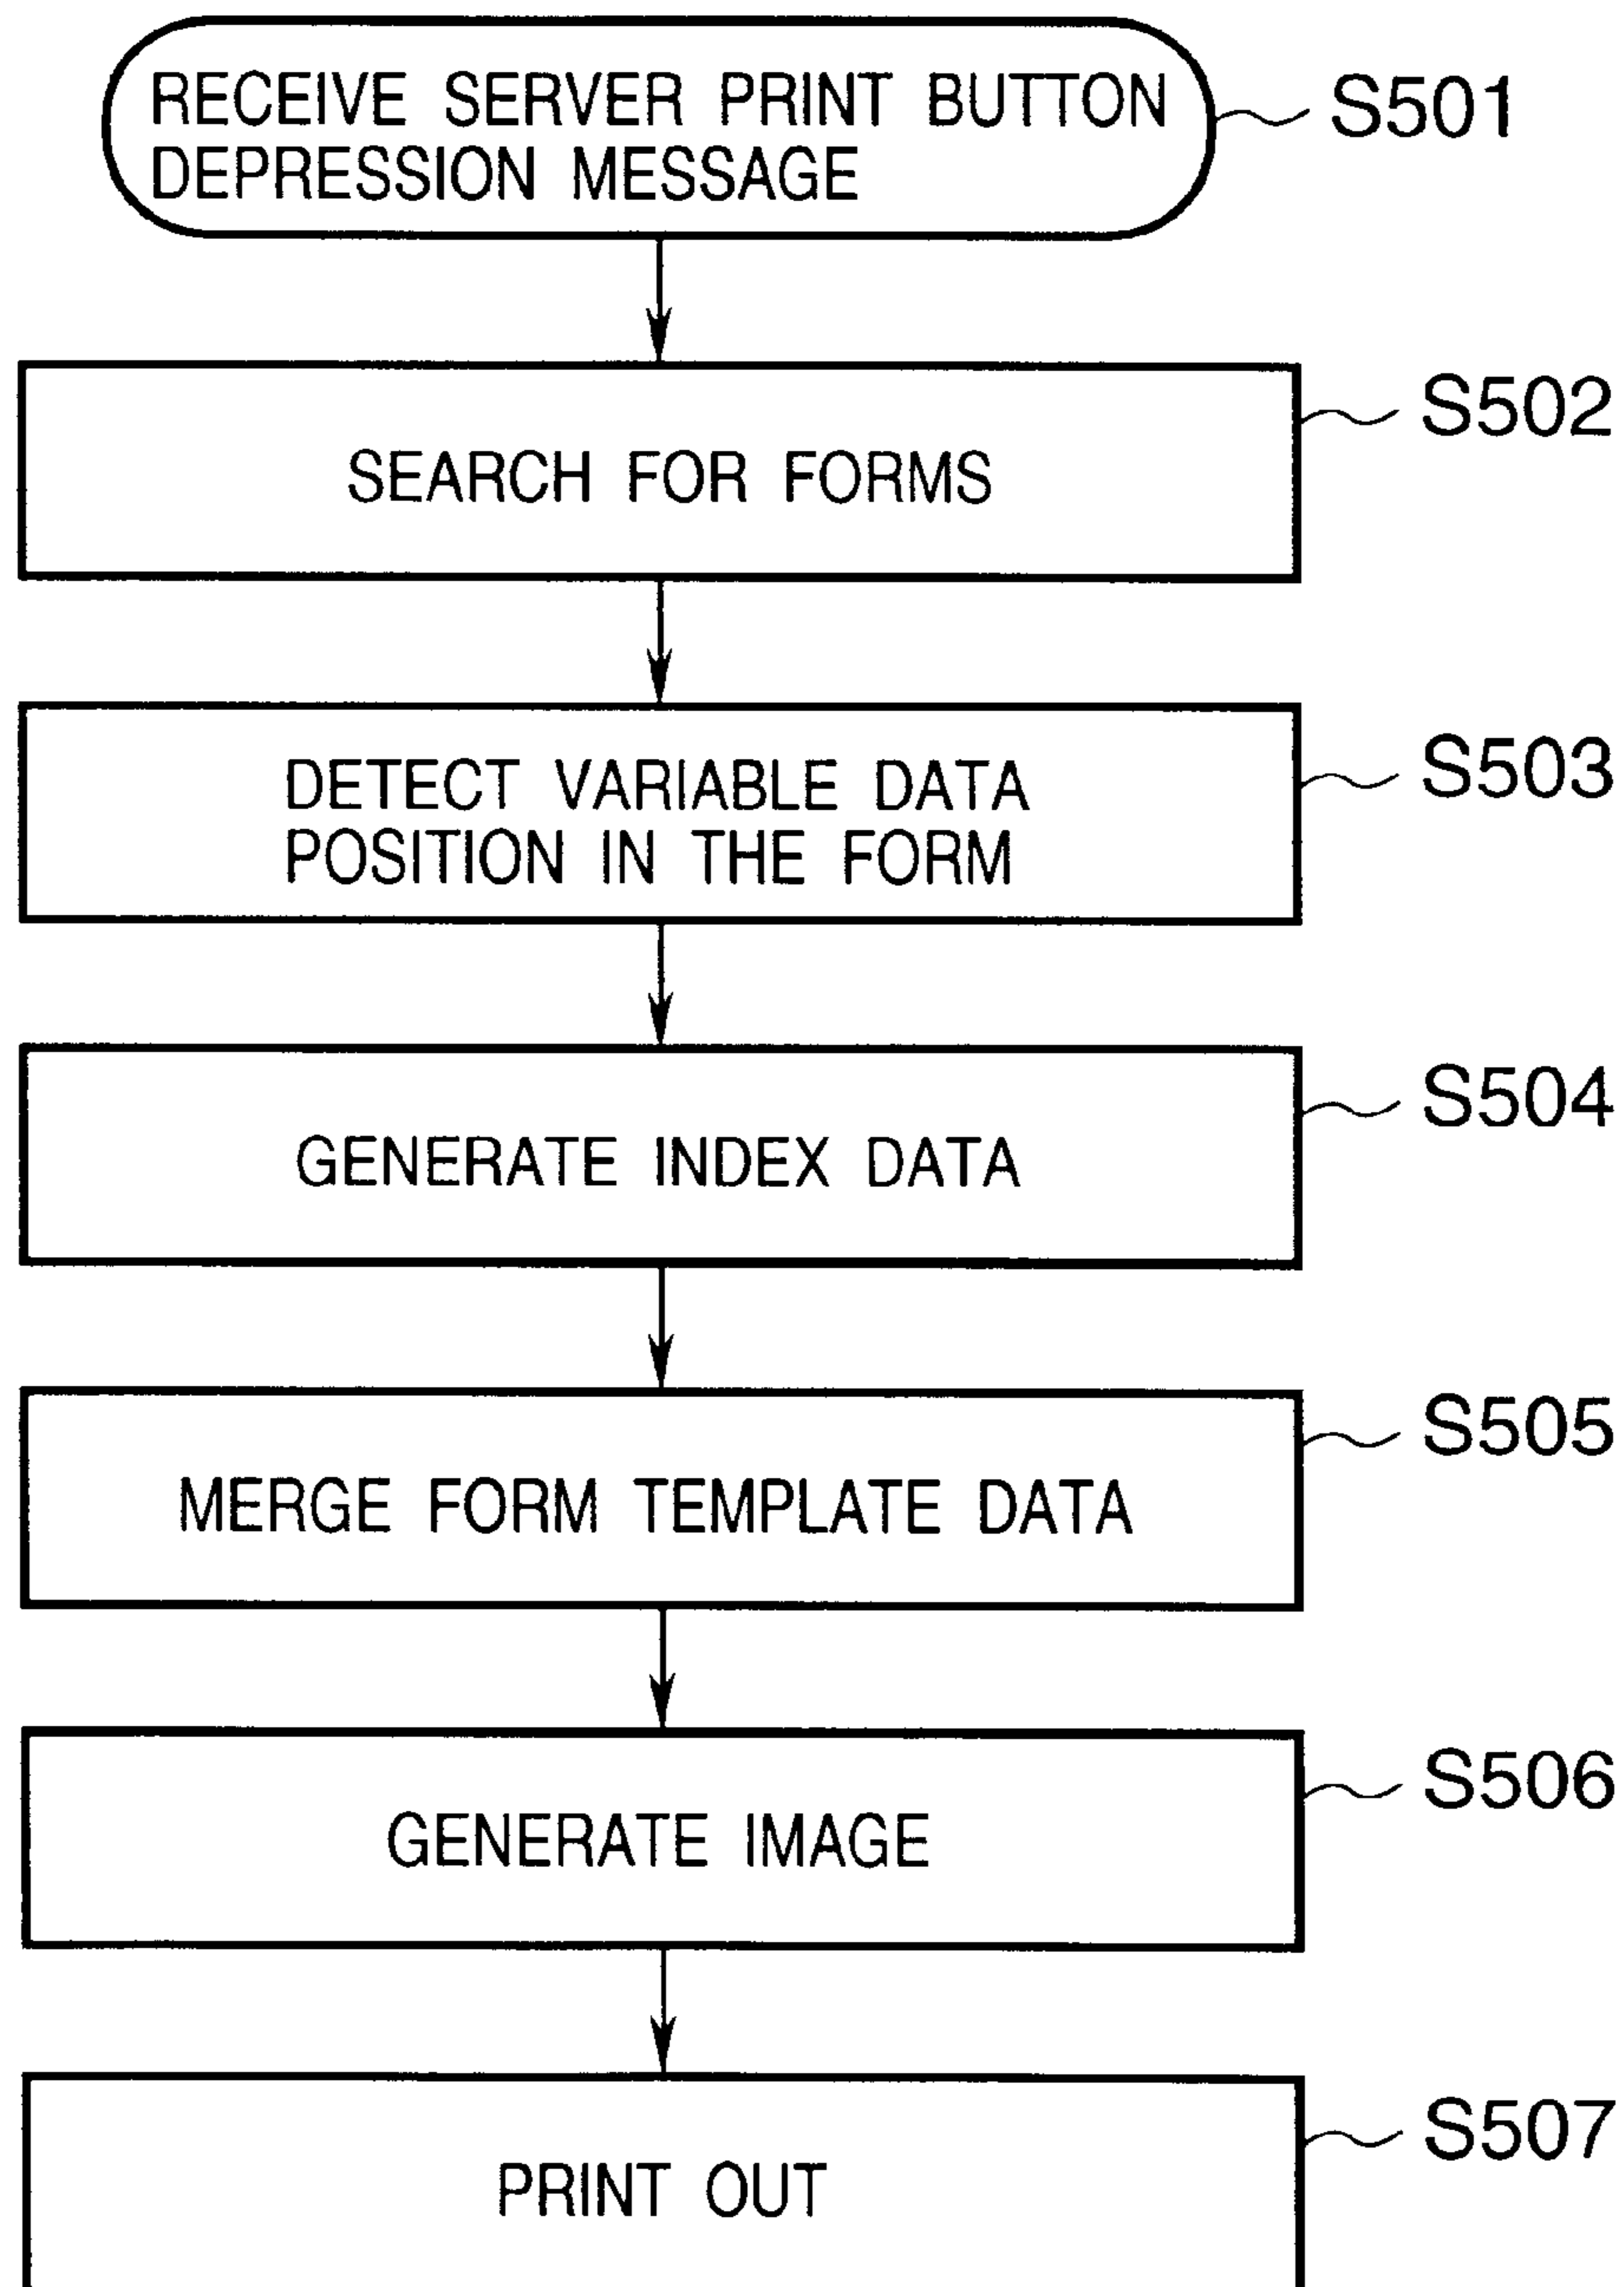 RECEIVE SERVER PRINT BUTTON
DEPRESSION MESSAGE
S501
SEARCH FOR FORMS
S502
DETECT VARIABLE DATA
POSITION IN THE FORM
S503
GENERATE INDEX DATA
S504
MERGE FORM TEMPLATE DATA
S505
GENERATE IMAGE
S506
PRINT OUT
S507